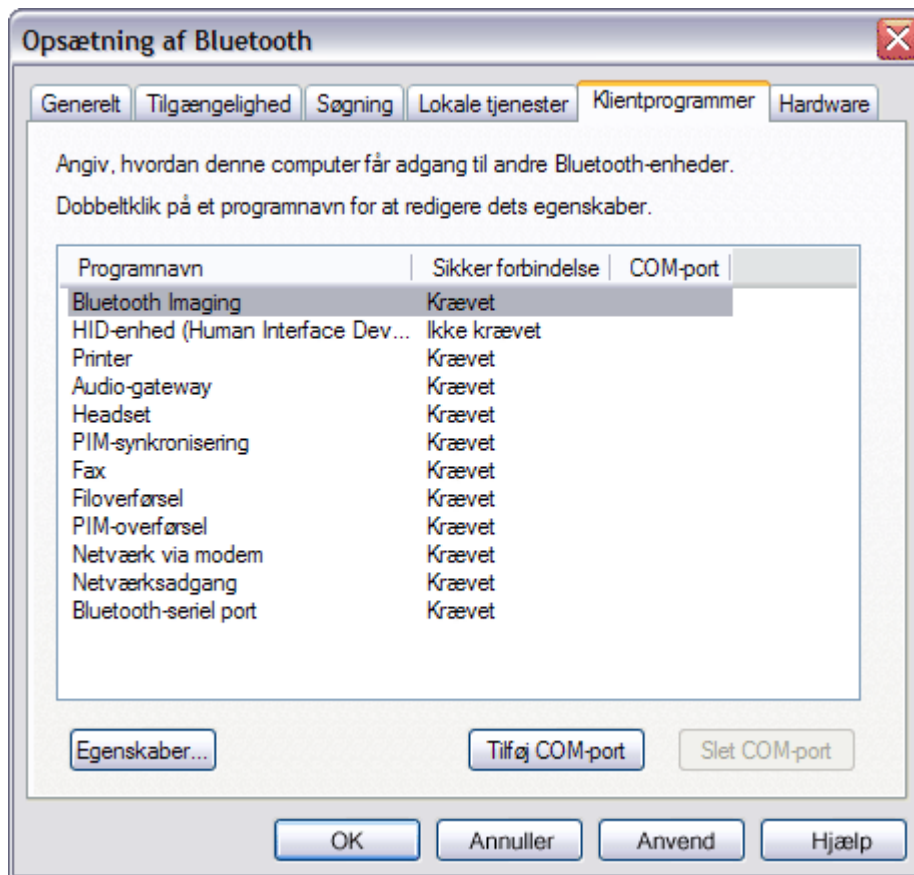 Opsætning af Bluetooth
Generelt Tilgængelighed Søgning Lokale tjenester Klientprogrammer Hardware
Angiv, hvordan denne computer får adgang til andre Bluetooth-enheder.
Dobbeltklik på et programnavn for at redigere dets egenskaber.
Programnavn Sikker forbindelse COM-port
Bluetooth Imaging Krævet
HID-enhed (Human Interface Dev... Ikke krævet
Printer Krævet
Audio-gateway Krævet
Headset Krævet
PIM-synkronisering Krævet
Fax Krævet
Filoverførsel Krævet
PIM-overførsel Krævet
Netværk via modem Krævet
Netværksadgang Krævet
Bluetooth-seriel port Krævet
Egenskaber... Tilføj COM-port Slet COM-port
OK Annuller Anvend Hjælp